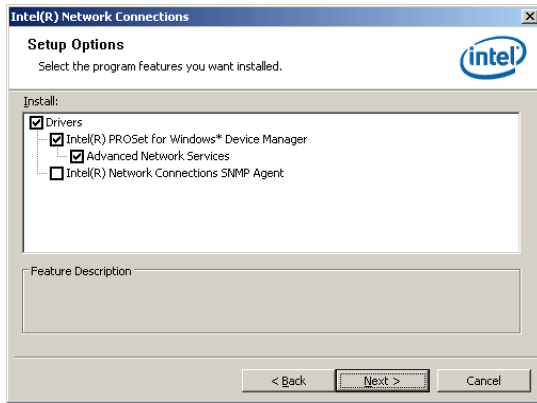 Intel(R) Network Connections
Setup Options
Select the program features you want installed.
intel
Install:
Drivers
Intel(R) PROSet for Windows* Device Manager
Advanced Network Services
Intel(R) Network Connections SNMP Agent
Feature Description
< Back
Next >
Cancel